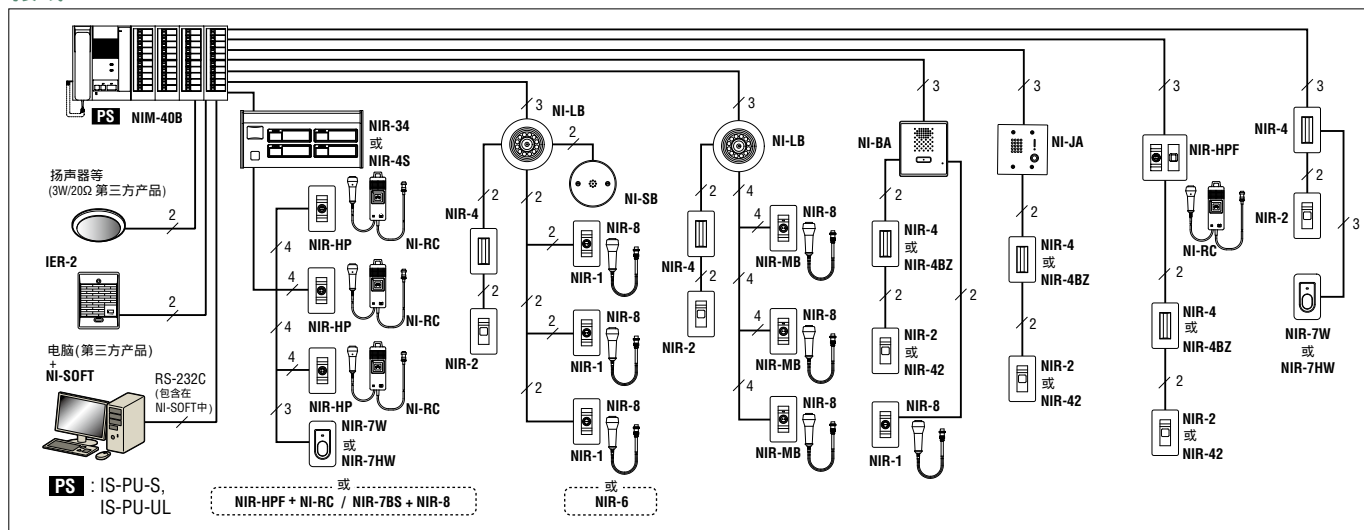 PS NIM-40B
扬声器等
(3W/20Ω 第三方产品)
2
IER-2
2
电脑(第三方产品)
+
NI-SOFT
RS-232C
(包含在
NI-SOFT中)
PS : IS-PU-S,
IS-PU-UL
NIR-34
或
NIR-4S
NIR-HP
NI-RC
4
4
NIR-HP
NI-RC
4
4
NIR-HP
NI-RC
3
NIR-7W
或
NIR-7HW
或
NIR-HPF + NI-RC / NIR-7BS + NIR-8
3
NI-LB
2
NI-SB
2
NIR-4
2
NIR-2
2
2
NIR-8
NIR-1
2
2
NIR-8
NIR-1
2
NIR-8
NIR-1
或
NIR-6
3
NI-LB
2
NIR-4
2
NIR-2
4
4
NIR-8
NIR-MB
4
4
NIR-8
NIR-MB
4
NIR-8
NIR-MB
3
NI-BA
2
NIR-4
或
NIR-4BZ
2
2
NIR-2
或
NIR-42
NIR-8
NIR-1
3
NI-JA
2
NIR-4
或
NIR-4BZ
2
NIR-2
或
NIR-42
3
NIR-HPF
NI-RC
2
NIR-4
或
NIR-4BZ
2
NIR-2
或
NIR-42
3
NIR-4
2
NIR-2
3
NIR-7W
或
NIR-7HW